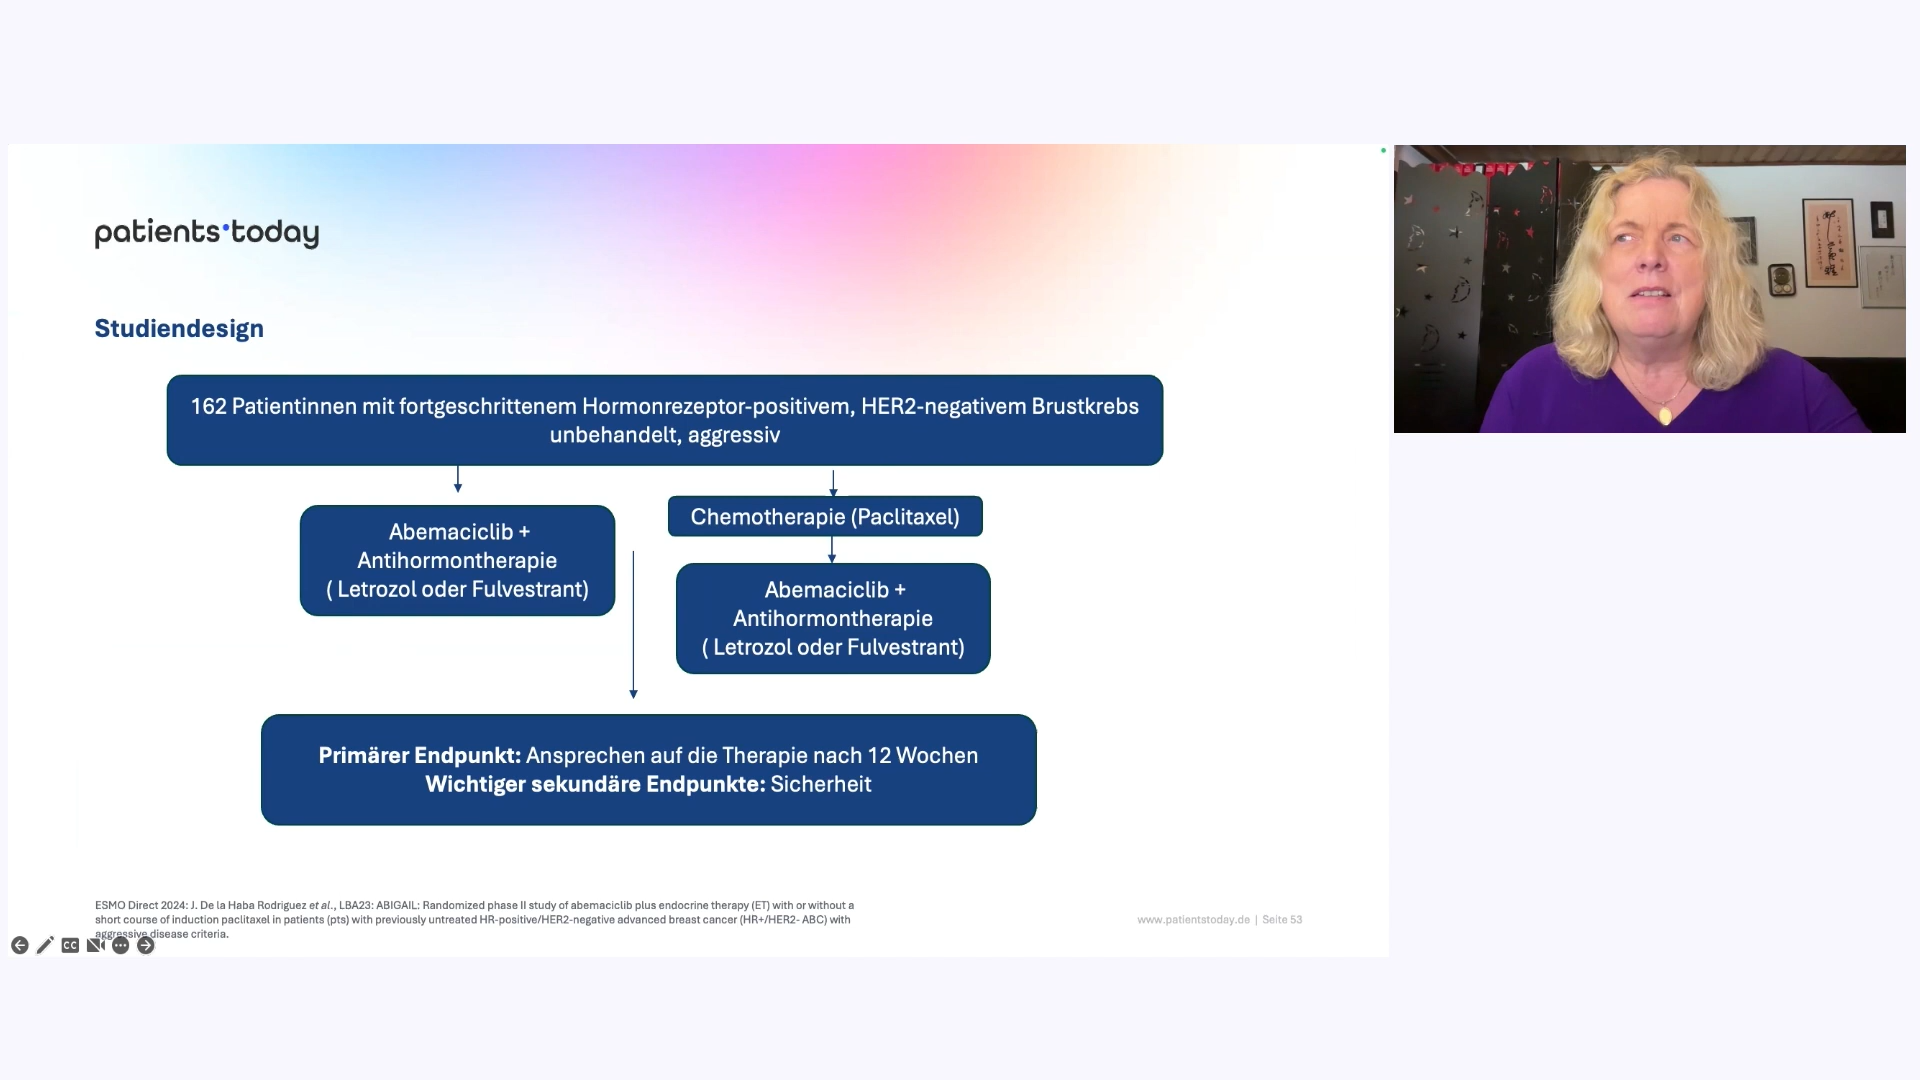 patients•today
Studiendesign
162 Patientinnen mit fortgeschrittenem Hormonrezeptor-positivem, HER2-negativem Brustkrebs
unbehandelt, aggressiv
Abemaciclib +
Antihormontherapie
( Letrozol oder Fulvestrant)
Chemotherapie (Paclitaxel)
Abemaciclib +
Antihormontherapie
( Letrozol oder Fulvestrant)
Primärer Endpunkt: Ansprechen auf die Therapie nach 12 Wochen
Wichtiger sekundäre Endpunkte: Sicherheit
ESMO Direct 2024: J. De la Haba Rodriguez et al., LBA23: ABIGAIL: Randomized phase II study of abemaciclib plus endocrine therapy (ET) with or without a
short course of induction paclitaxel in patients (pts) with previously untreated HR-positive/HER2-negative advanced breast cancer (HR+/HER2- ABC) with
aggressive disease criteria.
www.patientstoday.de | Seite 53
CC